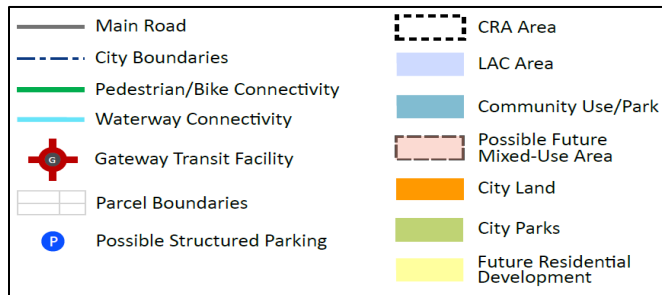 Main Road
City Boundaries
Pedestrian/Bike Connectivity
Waterway Connectivity
G
Gateway Transit Facility
Parcel Boundaries
P
Possible Structured Parking
CRA Area
LAC Area
Community Use/Park
Possible Future
Mixed-Use Area
City Land
City Parks
Future Residential
Development